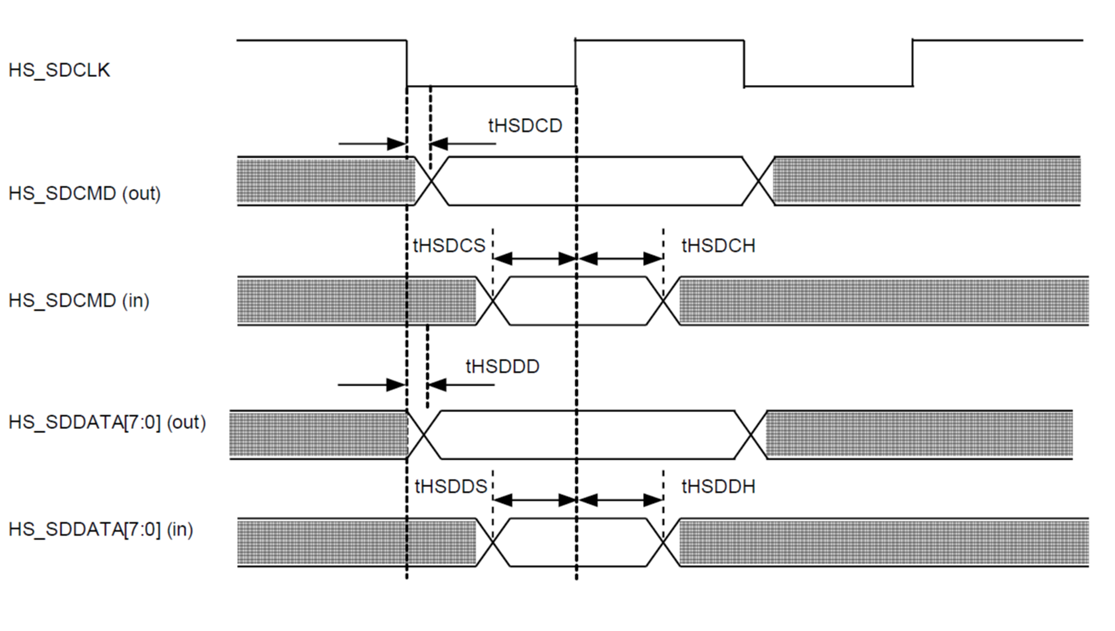 HS_SDCLK
tHSDCD
HS_SDCMD (out)
tHSDCS
tHSDCH
HS_SDCMD (in)
tHSDDD
HS_SDDATA[7:0] (out)
tHSDDS
tHSDDH
HS_SDDATA[7:0] (in)